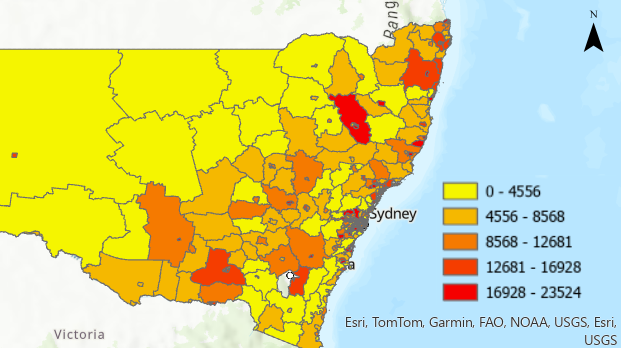 N
Rang
Sydney
a
0 - 4556
4556 - 8568
8568 - 12681
12681 - 16928
16928 - 23524
Esri, TomTom, Garmin, FAO, NOAA, USGS, Esri,
USGS
Victoria